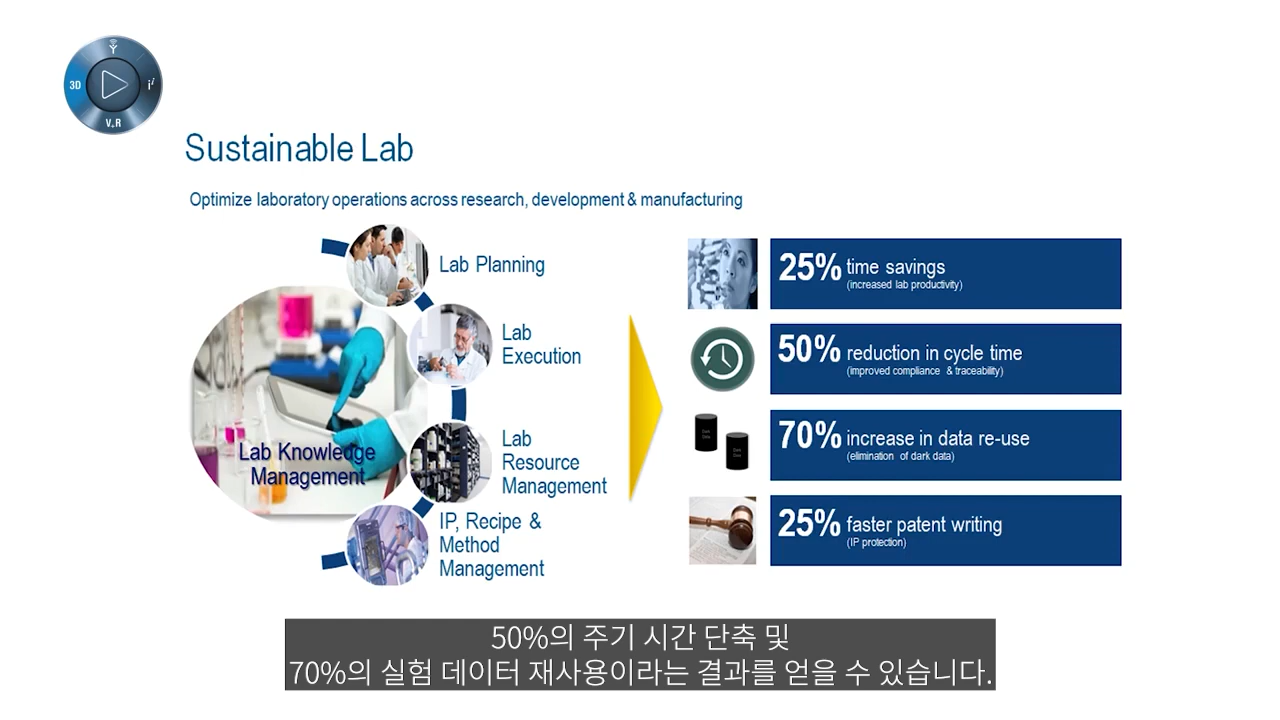 3D
V.R
Sustainable Lab
Optimize laboratory operations across research, development & manufacturing
Lab Planning
Lab
Execution
Lab Knowledge
Management
Lab
Resource
Management
IP, Recipe &
Method
Management
25% time savings
(increased lab productivity)
50% reduction in cycle time
(improved compliance & traceability)
Dark
Data
Dark
Data
70% increase in data re-use
(elimination of dark data)
25% faster patent writing
(IP protection)
50%의 주기 시간 단축 및
70%의 실험 데이터 재사용이라는 결과를 얻을 수 있습니다.